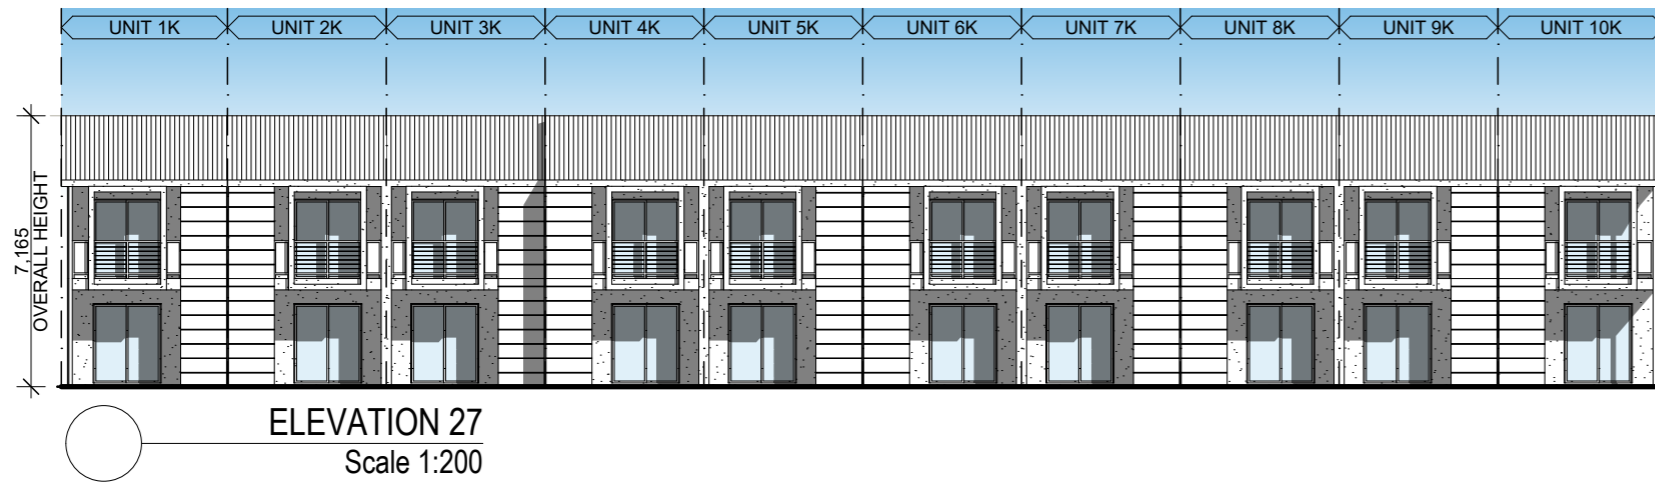 UNIT 1K
UNIT 2K
UNIT 3K
UNIT 4K
UNIT 5K
UNIT 6K
UNIT 7K
UNIT 8K
UNIT 9K
UNIT 10K
7,165
OVERALL HEIGHT
ELEVATION 27
Scale 1:200